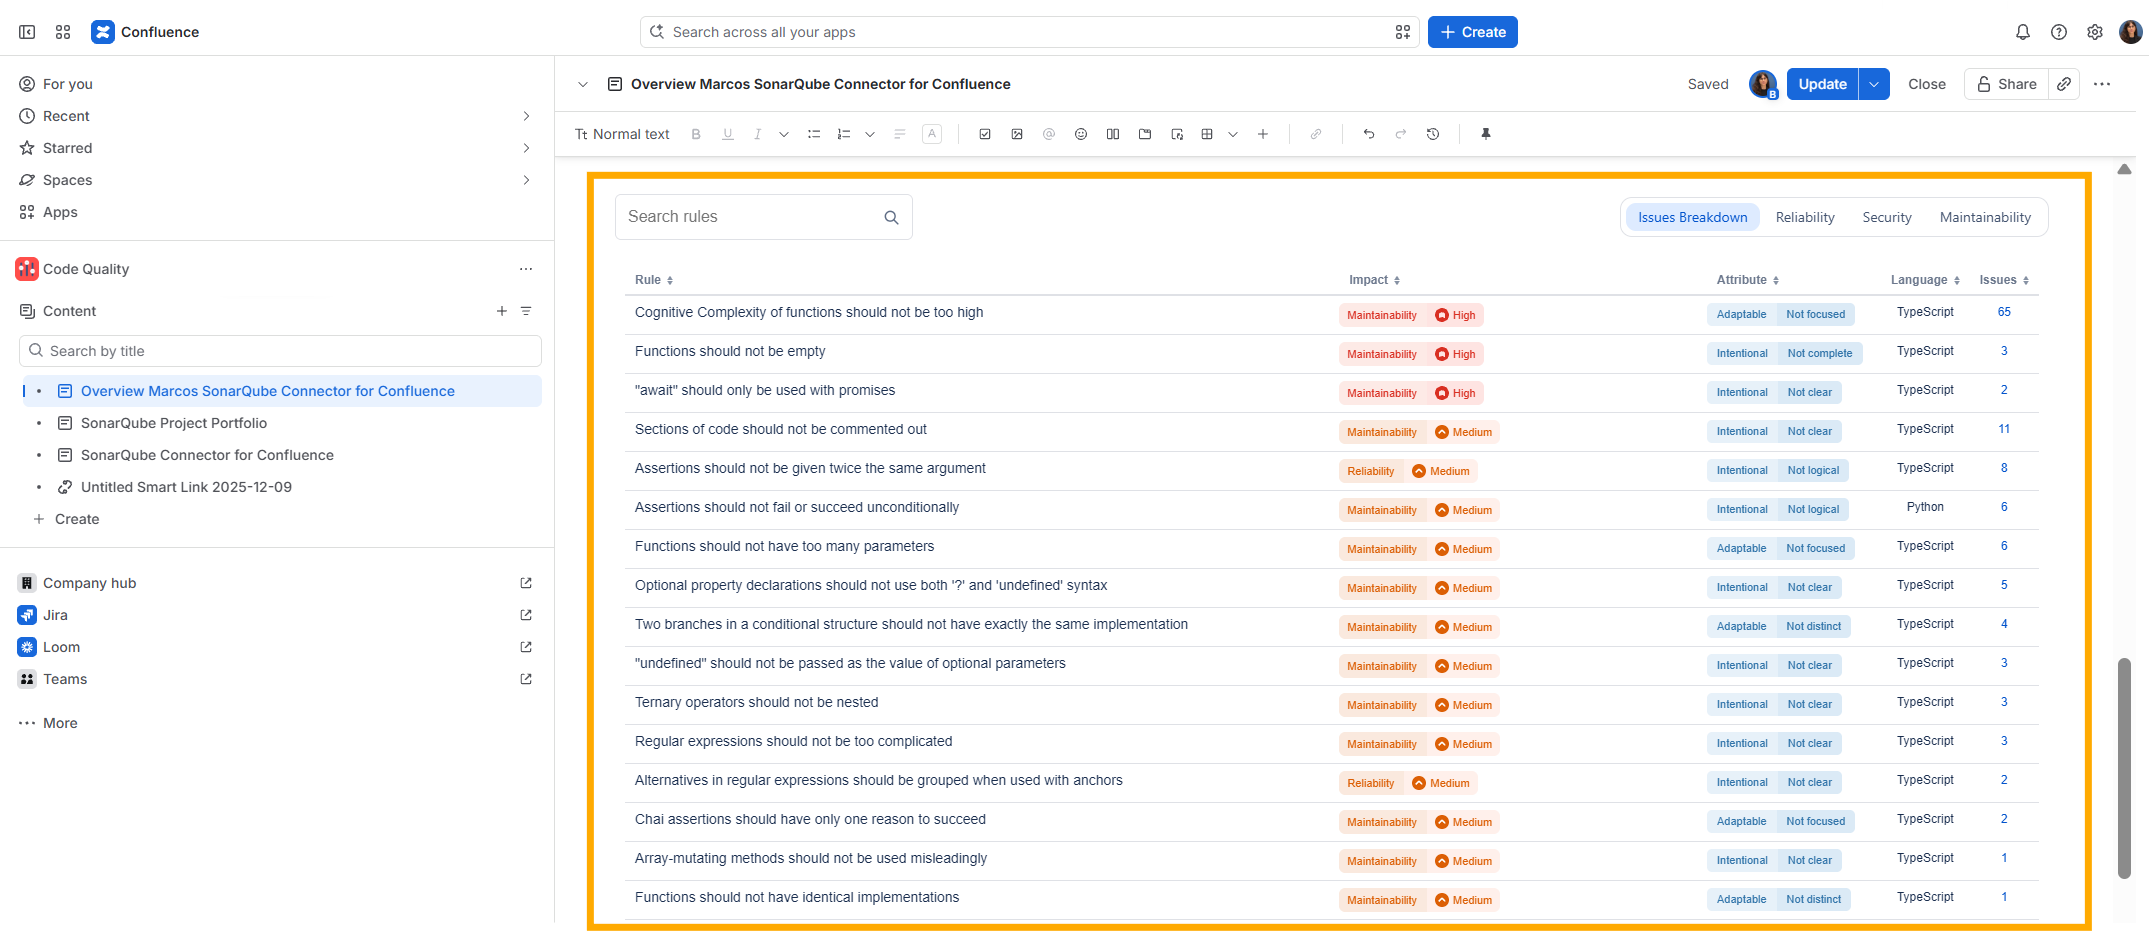 Confluence
Search across all your apps
Create
For you
Recent
Starred
Spaces
Apps
Code Quality
Content
Search by title
Overview Marcos SonarQube Connector for Confluence
SonarQube Project Portfolio
SonarQube Connector for Confluence
Untitled Smart Link 2025-12-09
Create
Company hub
Jira
Loom
Teams
More
Overview Marcos SonarQube Connector for Confluence
Saved
B
Update
Close
Share
Tt Normal text B U I A
Search rules
Issues Breakdown Reliability Security Maintainability
Rule Impact Attribute Language Issues
Cognitive Complexity of functions should not be too high Maintainability High Adaptable Not focused TypeScript 65
Functions should not be empty Maintainability High Intentional Not complete TypeScript 3
"await" should only be used with promises Maintainability High Intentional Not clear TypeScript 2
Sections of code should not be commented out Maintainability Medium Intentional Not clear TypeScript 11
Assertions should not be given twice the same argument Reliability Medium Intentional Not logical TypeScript 8
Assertions should not fail or succeed unconditionally Maintainability Medium Intentional Not logical Python 6
Functions should not have too many parameters Maintainability Medium Adaptable Not focused TypeScript 6
Optional property declarations should not use both '?' and 'undefined' syntax Maintainability Medium Intentional Not clear TypeScript 5
Two branches in a conditional structure should not have exactly the same implementation Maintainability Medium Adaptable Not distinct TypeScript 4
"undefined" should not be passed as the value of optional parameters Maintainability Medium Intentional Not clear TypeScript 3
Ternary operators should not be nested Maintainability Medium Intentional Not clear TypeScript 3
Regular expressions should not be too complicated Maintainability Medium Intentional Not clear TypeScript 3
Alternatives in regular expressions should be grouped when used with anchors Reliability Medium Intentional Not clear TypeScript 2
Chai assertions should have only one reason to succeed Maintainability Medium Adaptable Not focused TypeScript 2
Array-mutating methods should not be used misleadingly Maintainability Medium Intentional Not clear TypeScript 1
Functions should not have identical implementations Maintainability Medium Adaptable Not distinct TypeScript 1